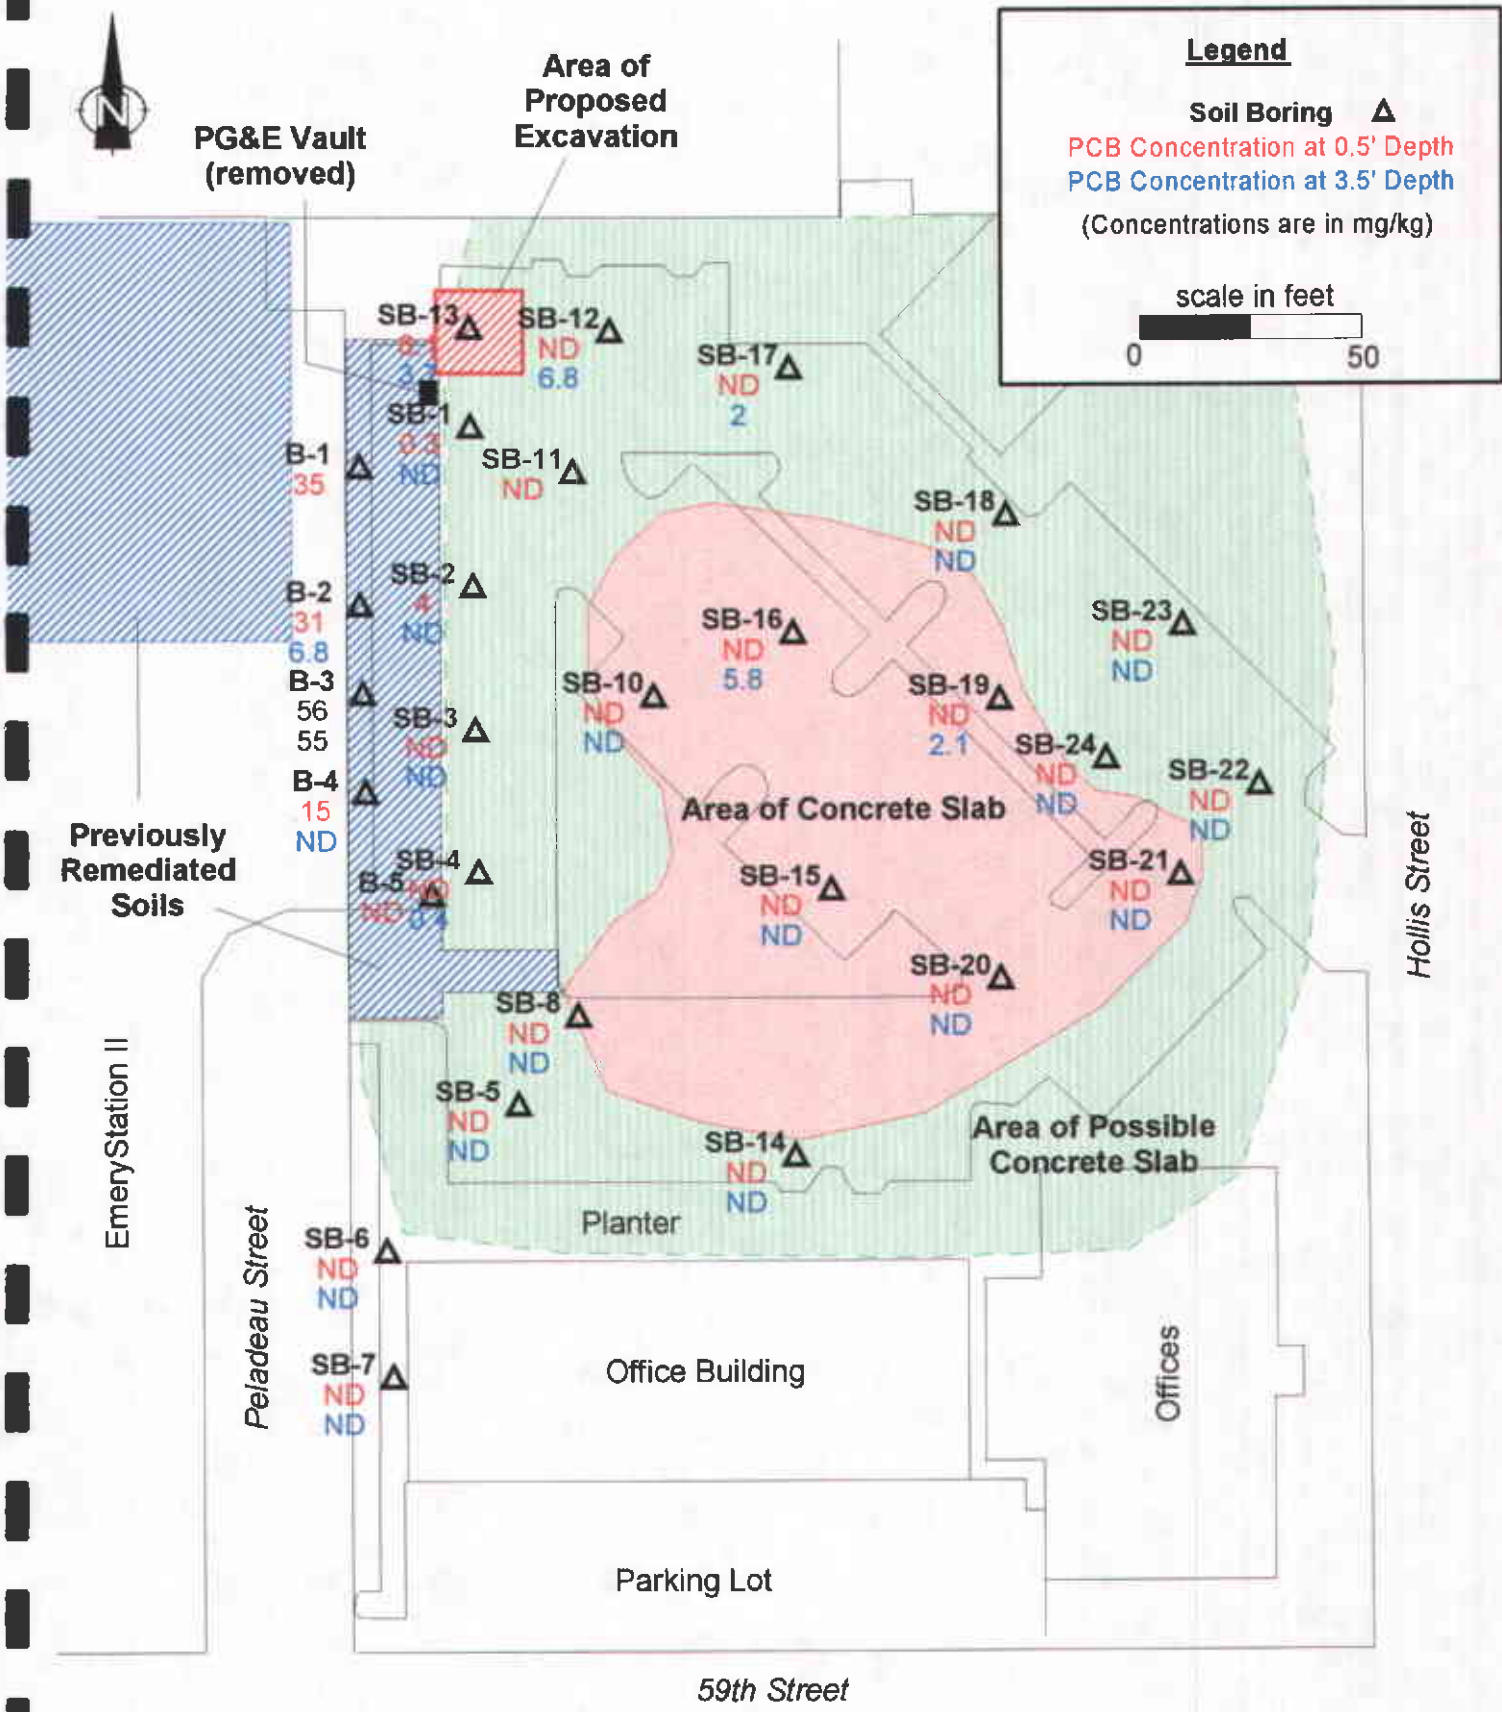 Legend
Soil Boring
PCB Concentration at 0.5' Depth
PCB Concentration at 3.5' Depth
(Concentrations are in mg/kg)
scale in feet
0 50
N
Area of
Proposed
Excavation
PG&E Vault
(removed)
SB-13
3.7
SB-12
ND
6.8
SB-17
ND
2
SB-1
0.3
ND
B-1
35
SB-11
ND
SB-18
ND
ND
SB-2
4
ND
B-2
31
6.8
SB-16
ND
5.8
SB-23
ND
ND
B-3
56
55
SB-3
ND
ND
SB-10
ND
ND
SB-19
ND
2.1
SB-24
ND
ND
SB-22
ND
ND
B-4
15
ND
Area of Concrete Slab
Previously
Remediated
Soils
SB-4
ND
0.4
B-5
ND
SB-15
ND
ND
SB-21
ND
ND
SB-20
ND
ND
SB-8
ND
ND
SB-5
ND
ND
SB-14
ND
ND
Area of Possible
Concrete Slab
Planter
SB-6
ND
ND
SB-7
ND
ND
Office Building
Offices
Parking Lot
EmeryStation II
Peladeau Street
Hollis Street
59th Street